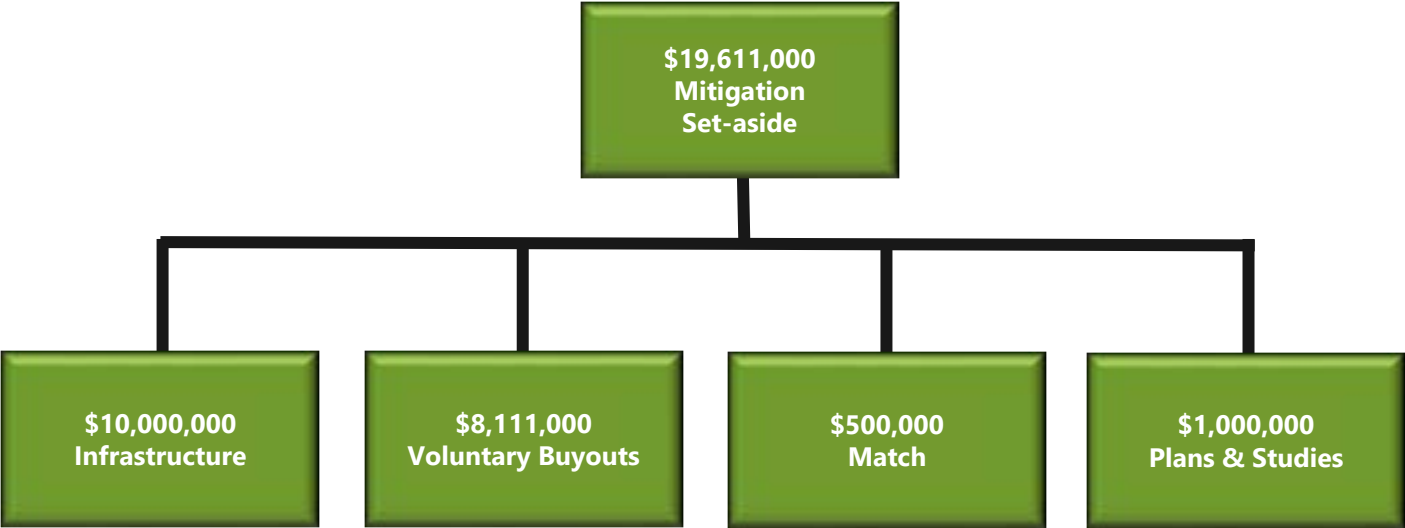 $19,611,000
Mitigation
Set-aside
$10,000,000
Infrastructure
$8,111,000
Voluntary Buyouts
$500,000
Match
$1,000,000
Plans & Studies